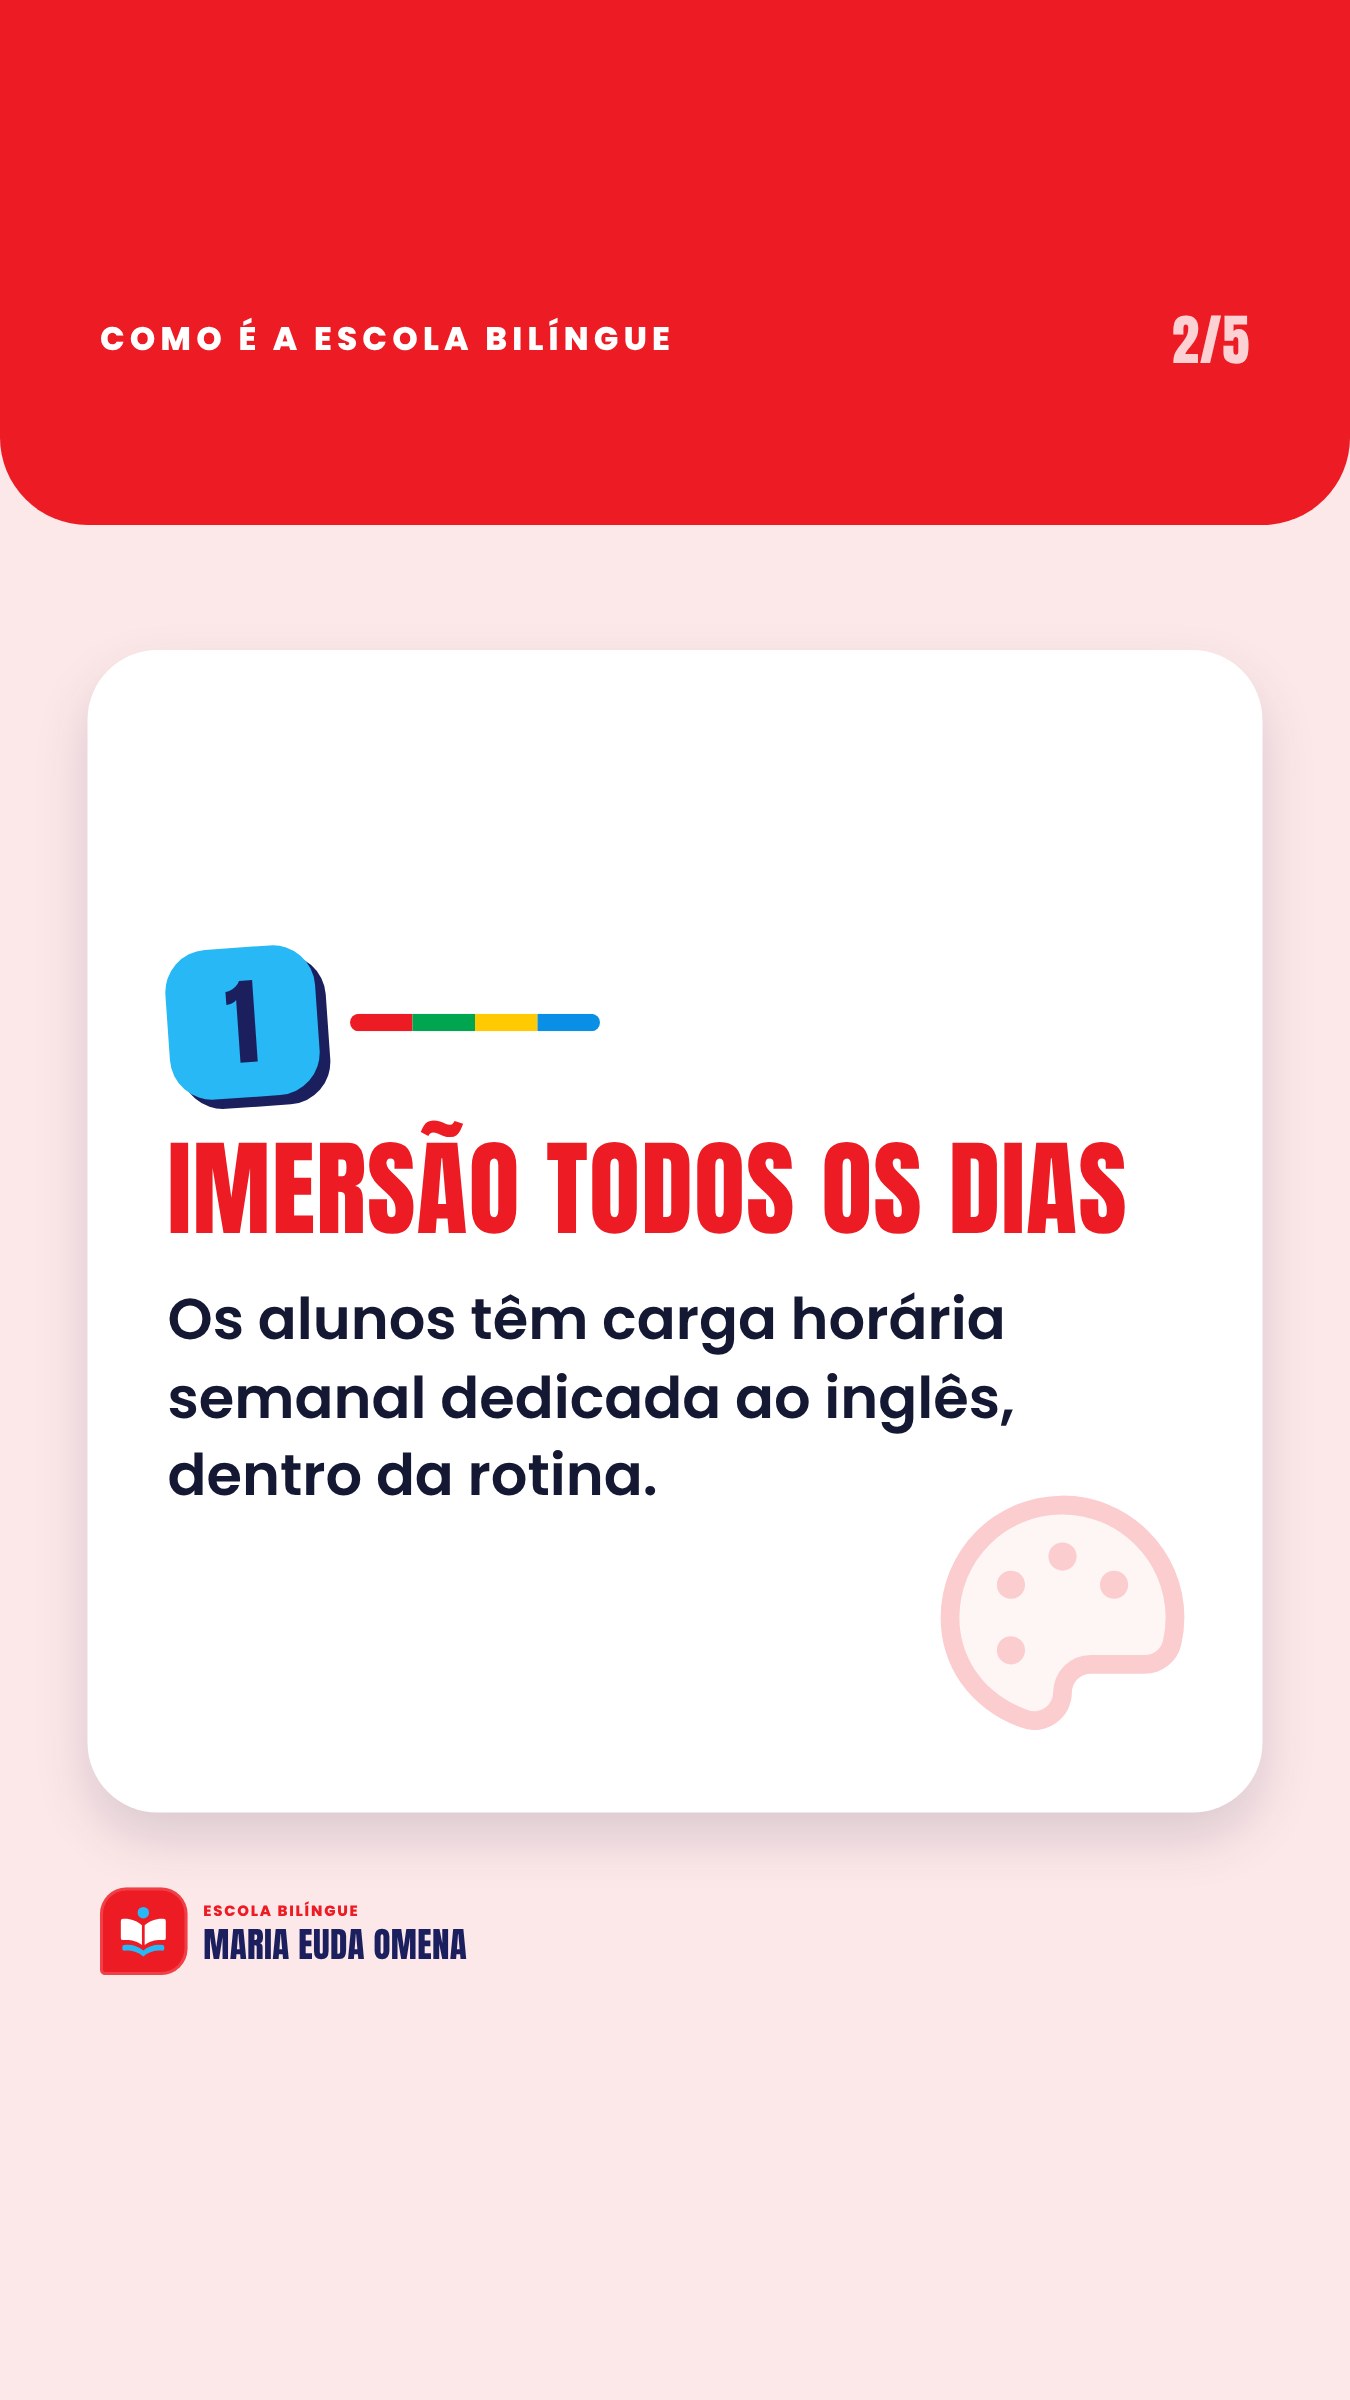 COMO É A ESCOLA BILÍNGUE
2/5
1
IMERSÃO TODOS OS DIAS
Os alunos têm carga horária
semanal dedicada ao inglês,
dentro da rotina.
ESCOLA BILÍNGUE
MARIA EUDA OMENA